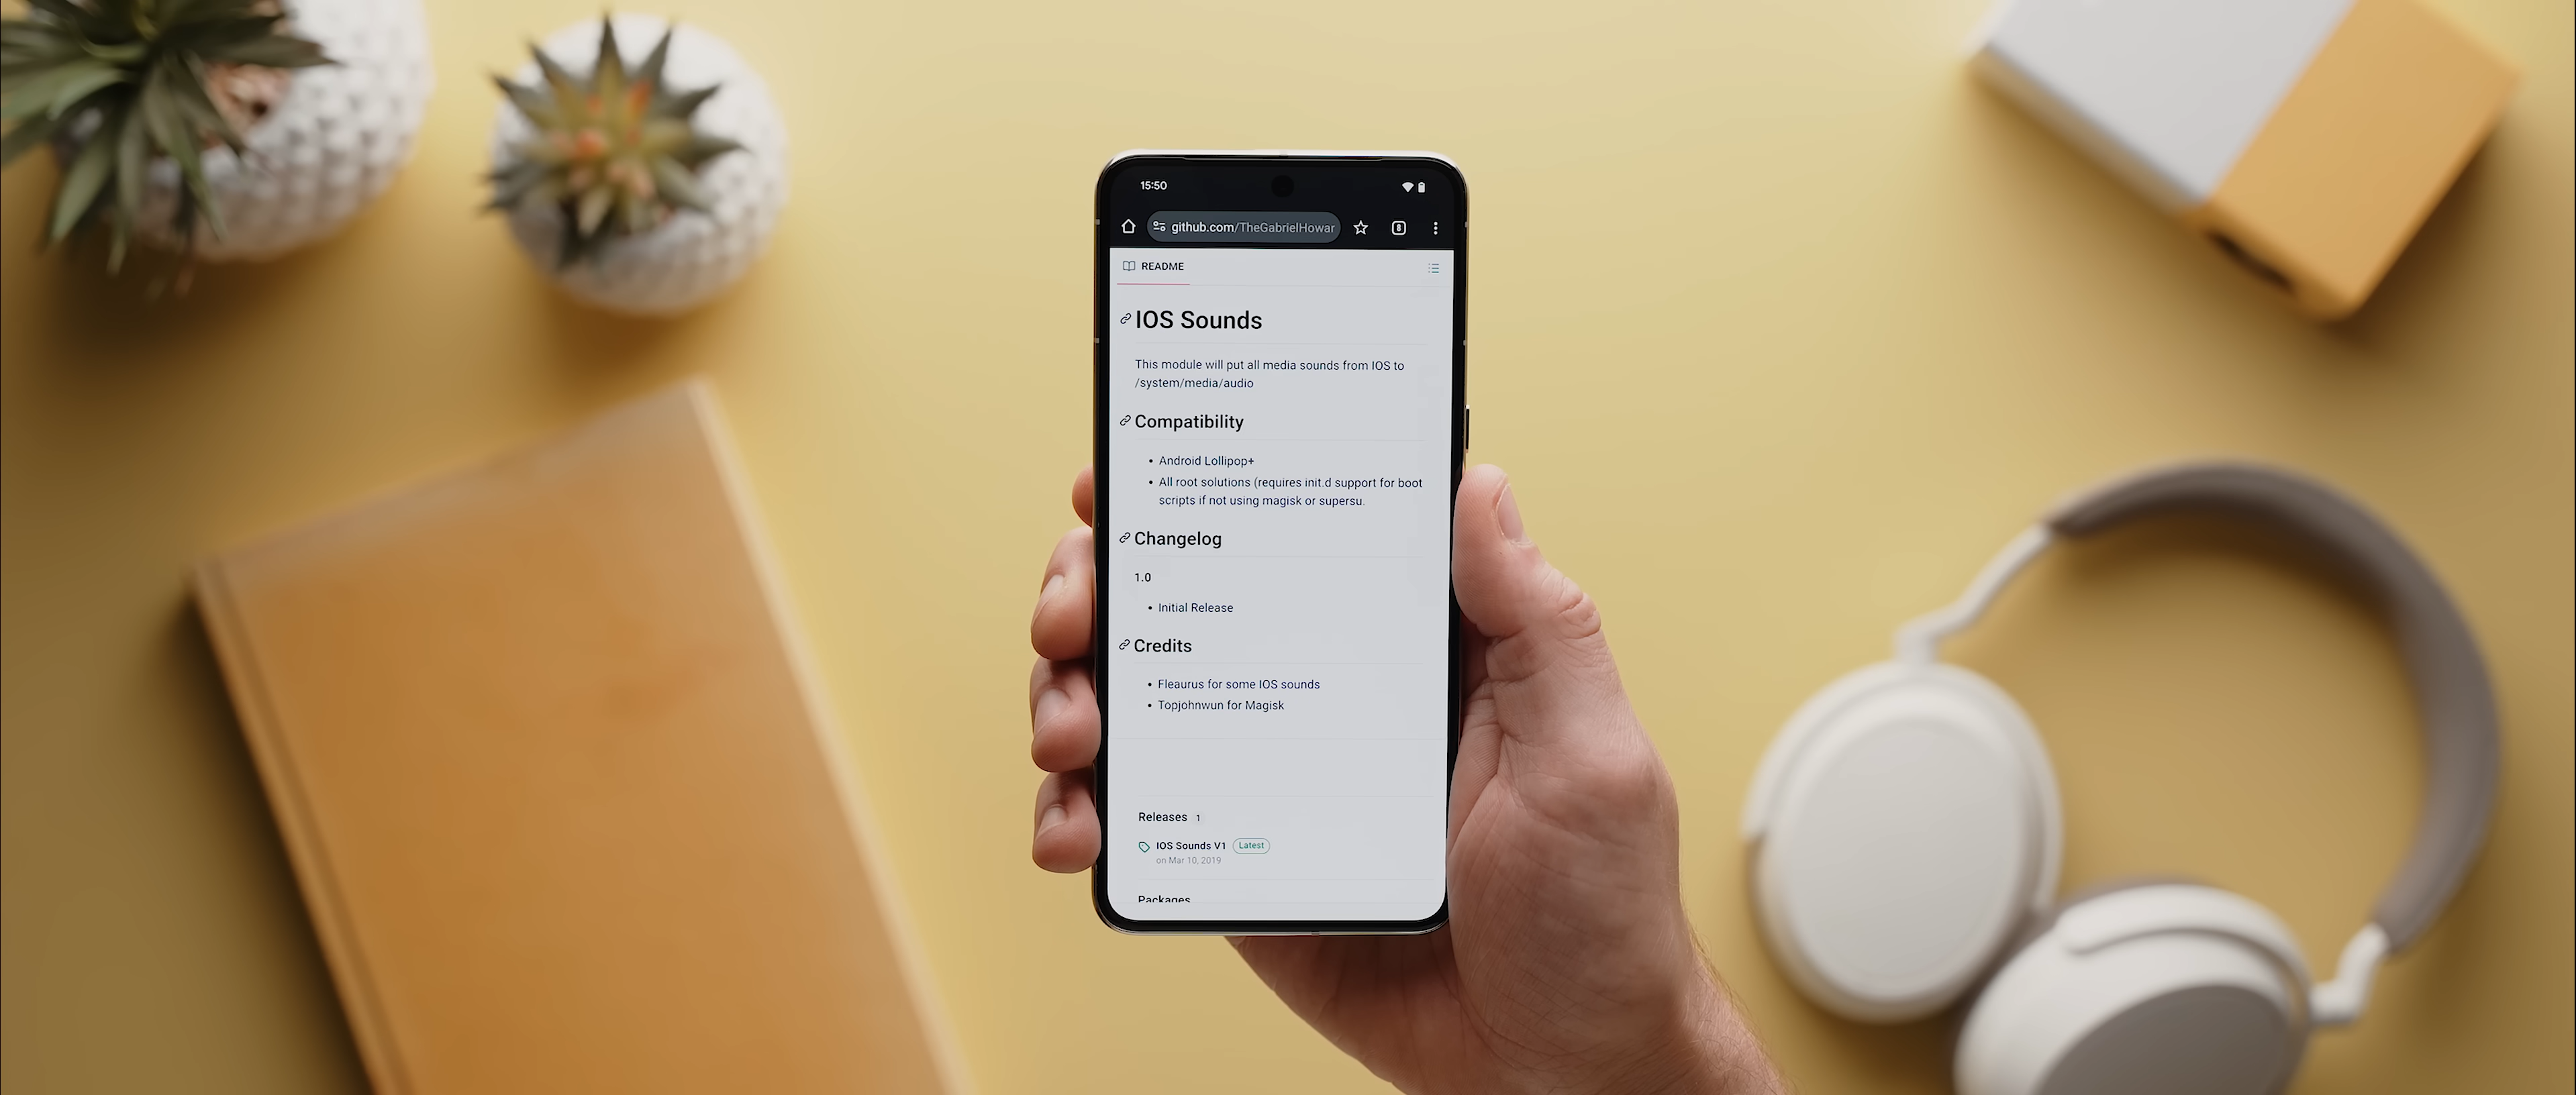 15:50
github.com/TheGabrielHowar
8
README
IOS Sounds
This module will put all media sounds from IOS to
/system/media/audio
Compatibility
• Android Lollipop+
• All root solutions (requires init.d support for boot
scripts if not using magisk or supersu.
Changelog
1.0
• Initial Release
Credits
• Fleaurus for some IOS sounds
• Topjohnwun for Magisk
Releases 1
IOS Sounds V1 Latest
on Mar 10, 2019
Packages